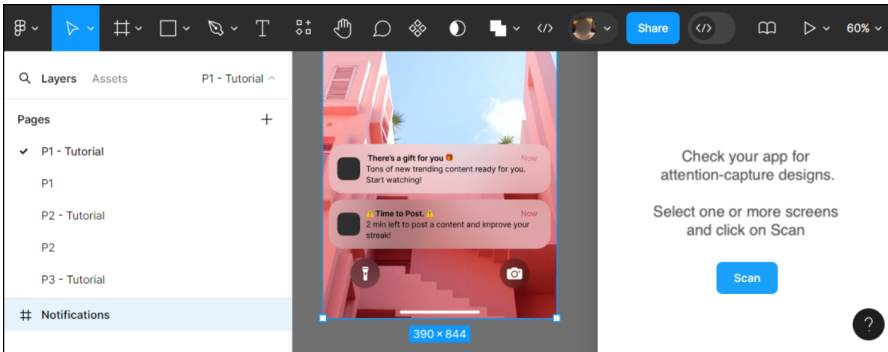 Share
60%
Layers Assets P1 - Tutorial
Pages
P1 - Tutorial
P1
P2 - Tutorial
P2
P3 - Tutorial
Notifications
There's a gift for you 🎁 Now
Tons of new trending content ready for you.
Start watching!
⚠️ Time to Post. ⚠️ Now
2 min left to post a content and improve your
streak!
390 × 844
Check your app for
attention-capture designs.
Select one or more screens
and click on Scan
Scan
?